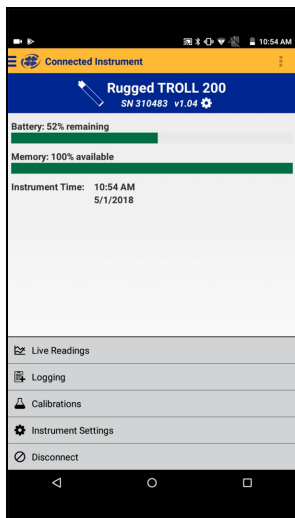 10:54 AM
Connected Instrument
Rugged TROLL 200
SN 310483 v1.04
Battery: 52% remaining
Memory: 100% available
Instrument Time: 10:54 AM
5/1/2018
Live Readings
Logging
Calibrations
Instrument Settings
Disconnect